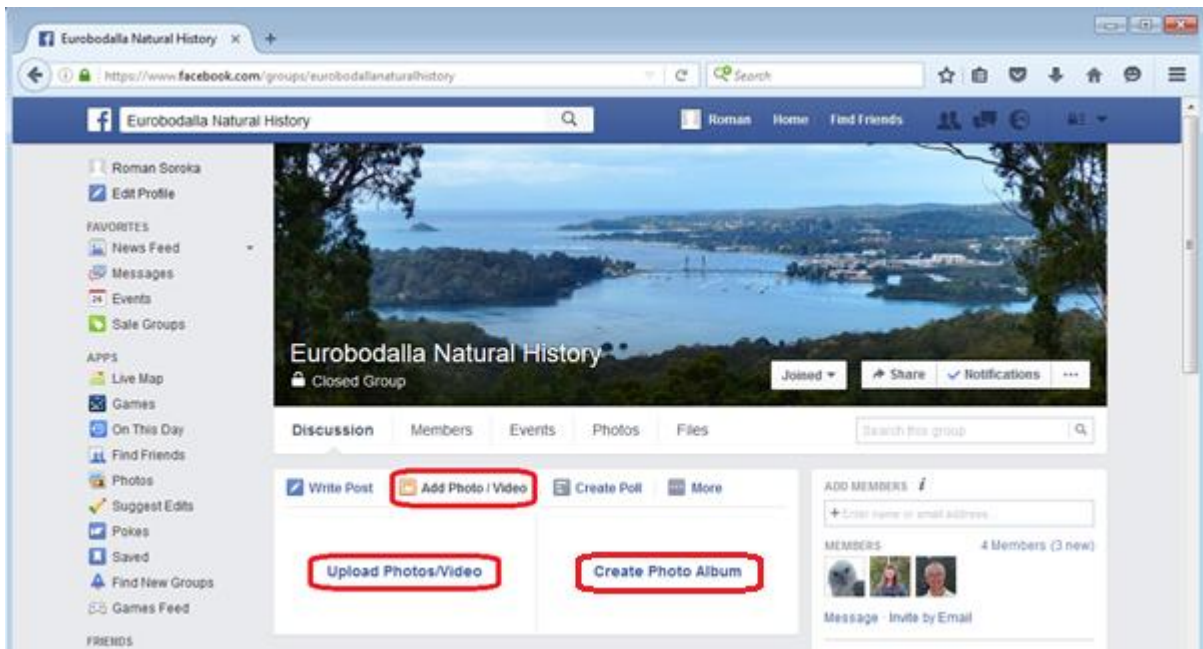 Eurobodalla Natural History × +
https://www.facebook.com/groups/eurobodallanaturalhistory Search
f Eurobodalla Natural History Roman Home Find Friends
Roman Soroka
Edit Profile
FAVORITES
News Feed
Messages
Events
Sale Groups
APPS
Live Map
Games
On This Day
Find Friends
Photos
Suggest Edits
Pokes
Saved
Find New Groups
Games Feed
FRIENDS
Eurobodalla Natural History
Closed Group
Joined Share Notifications ...
Discussion Members Events Photos Files Search this group
Write Post Add Photo / Video Create Poll More
Upload Photos/Video Create Photo Album
ADD MEMBERS i
+ Enter name or email address...
MEMBERS 4 Members (3 new)
Message · Invite by Email